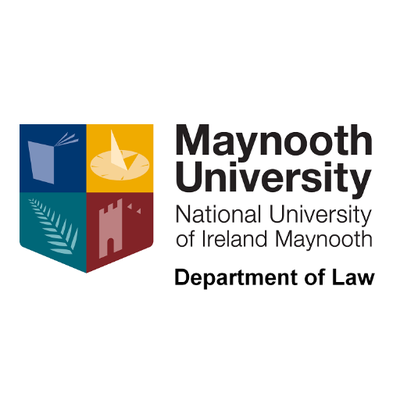 Maynooth
University
National University
of Ireland Maynooth
Department of Law